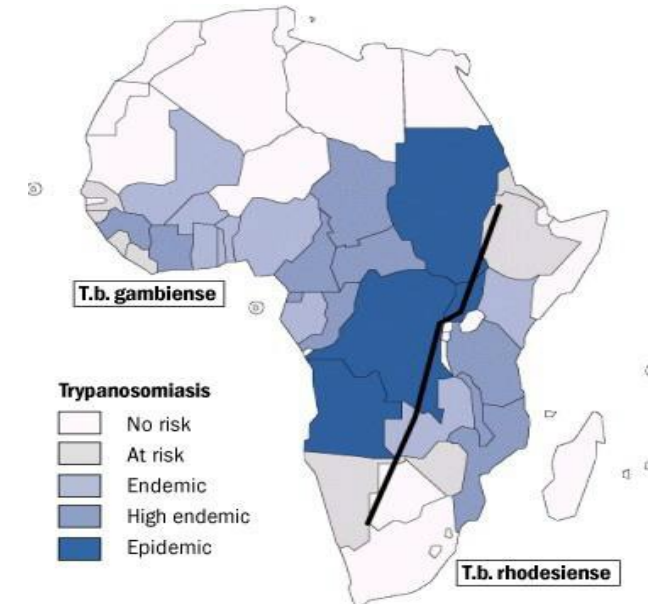 T.b. gambiense
Trypanosomiasis
No risk
At risk
Endemic
High endemic
Epidemic
T.b. rhodesiense